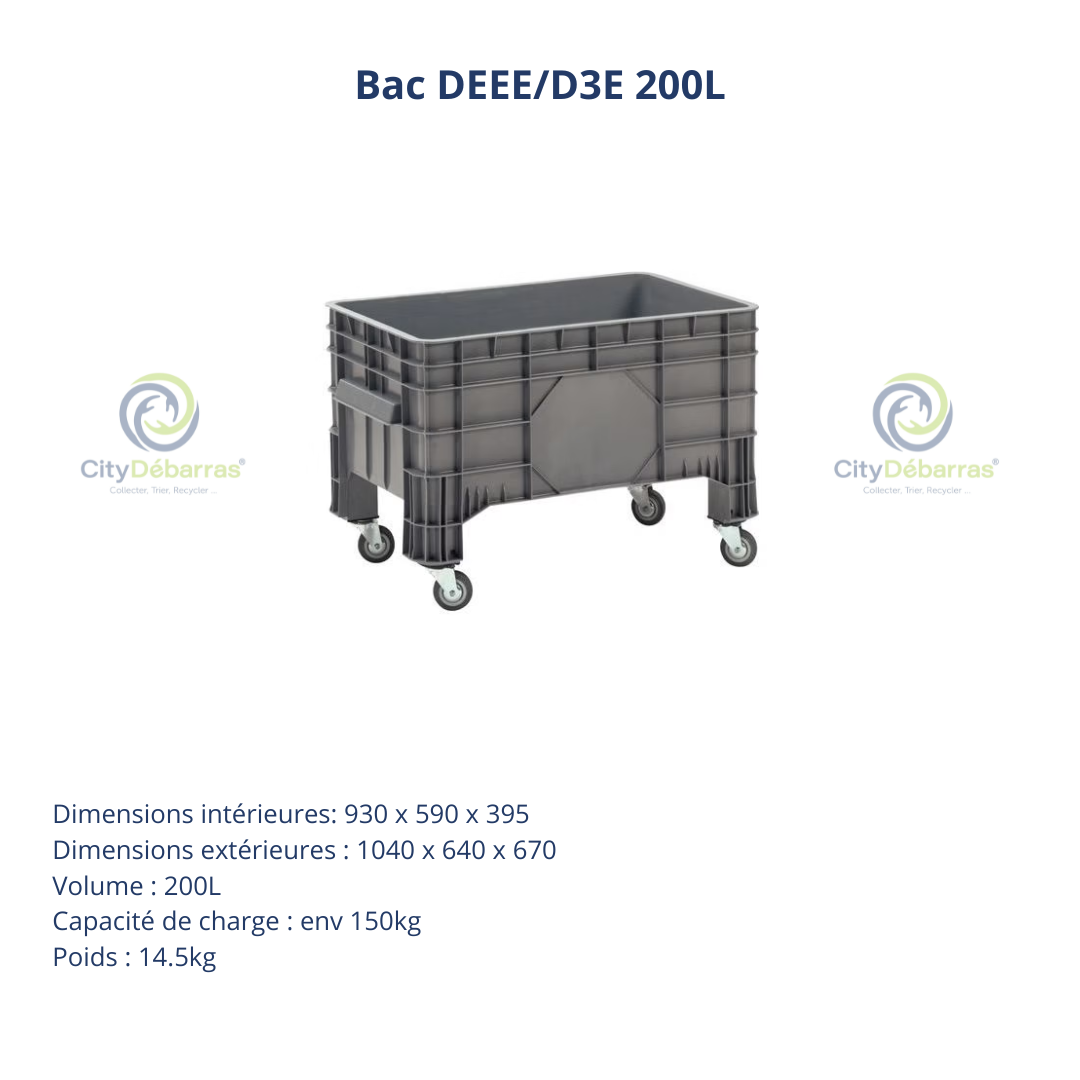 Bac DEEE/D3E 200L
CityDébarras®
Collecter, Trier, Recycler ...
CityDébarras®
Collecter, Trier, Recycler ...
Dimensions intérieures: 930 x 590 x 395
Dimensions extérieures : 1040 x 640 x 670
Volume : 200L
Capacité de charge : env 150kg
Poids : 14.5kg